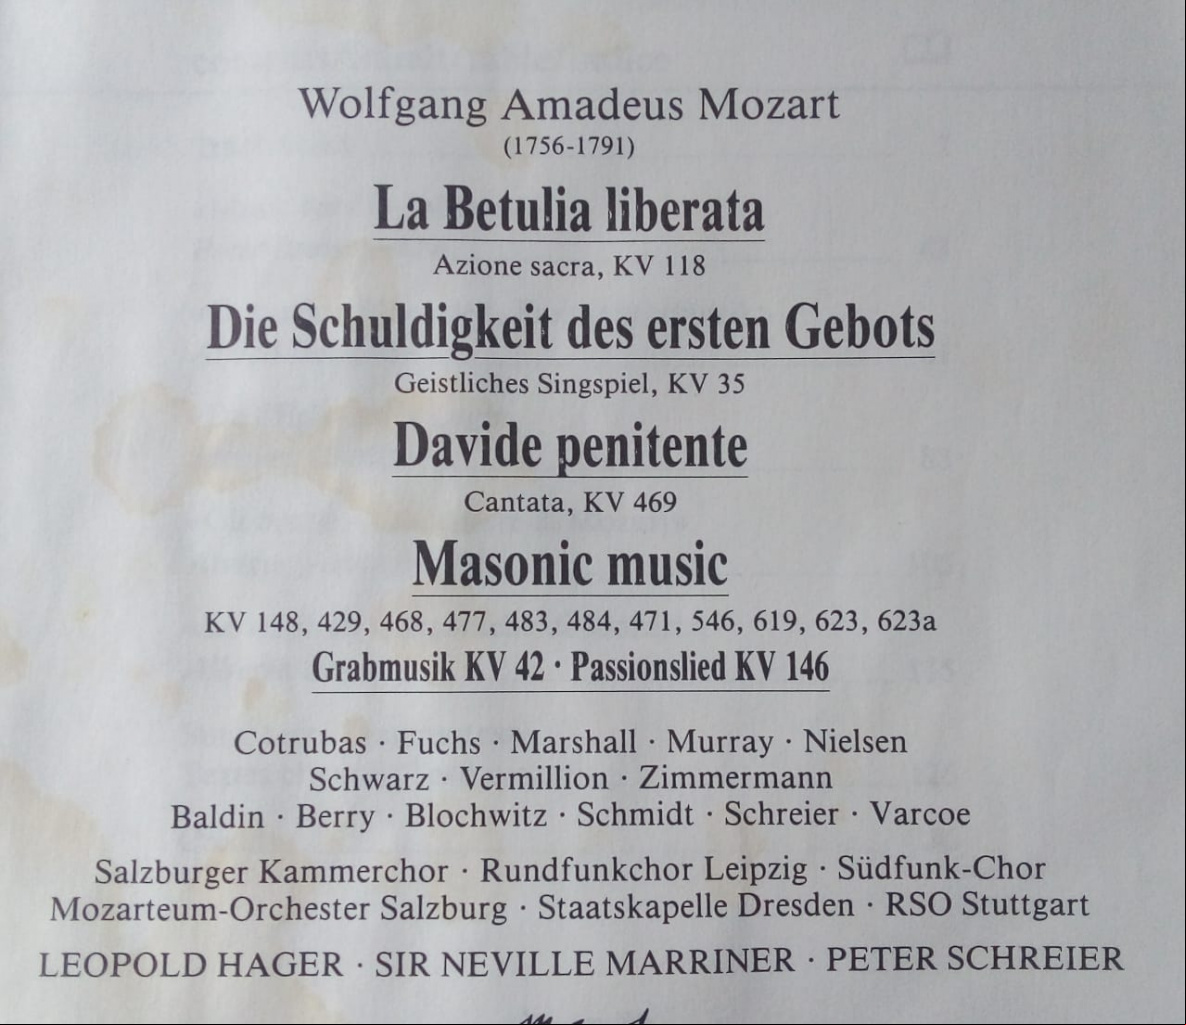 Wolfgang Amadeus Mozart
(1756-1791)
La Betulia liberata
Azione sacra, KV 118
Die Schuldigkeit des ersten Gebots
Geistliches Singspiel, KV 35
Davide penitente
Cantata, KV 469
Masonic music
KV 148, 429, 468, 477, 483, 484, 471, 546, 619, 623, 623a
Grabmusik KV 42 · Passionslied KV 146
Cotrubas · Fuchs · Marshall · Murray · Nielsen
Schwarz · Vermillion · Zimmermann
Baldin · Berry · Blochwitz · Schmidt · Schreier · Varcoe
Salzburger Kammerchor · Rundfunkchor Leipzig · Südfunk-Chor
Mozarteum-Orchester Salzburg · Staatskapelle Dresden · RSO Stuttgart
LEOPOLD HAGER · SIR NEVILLE MARRINER · PETER SCHREIER